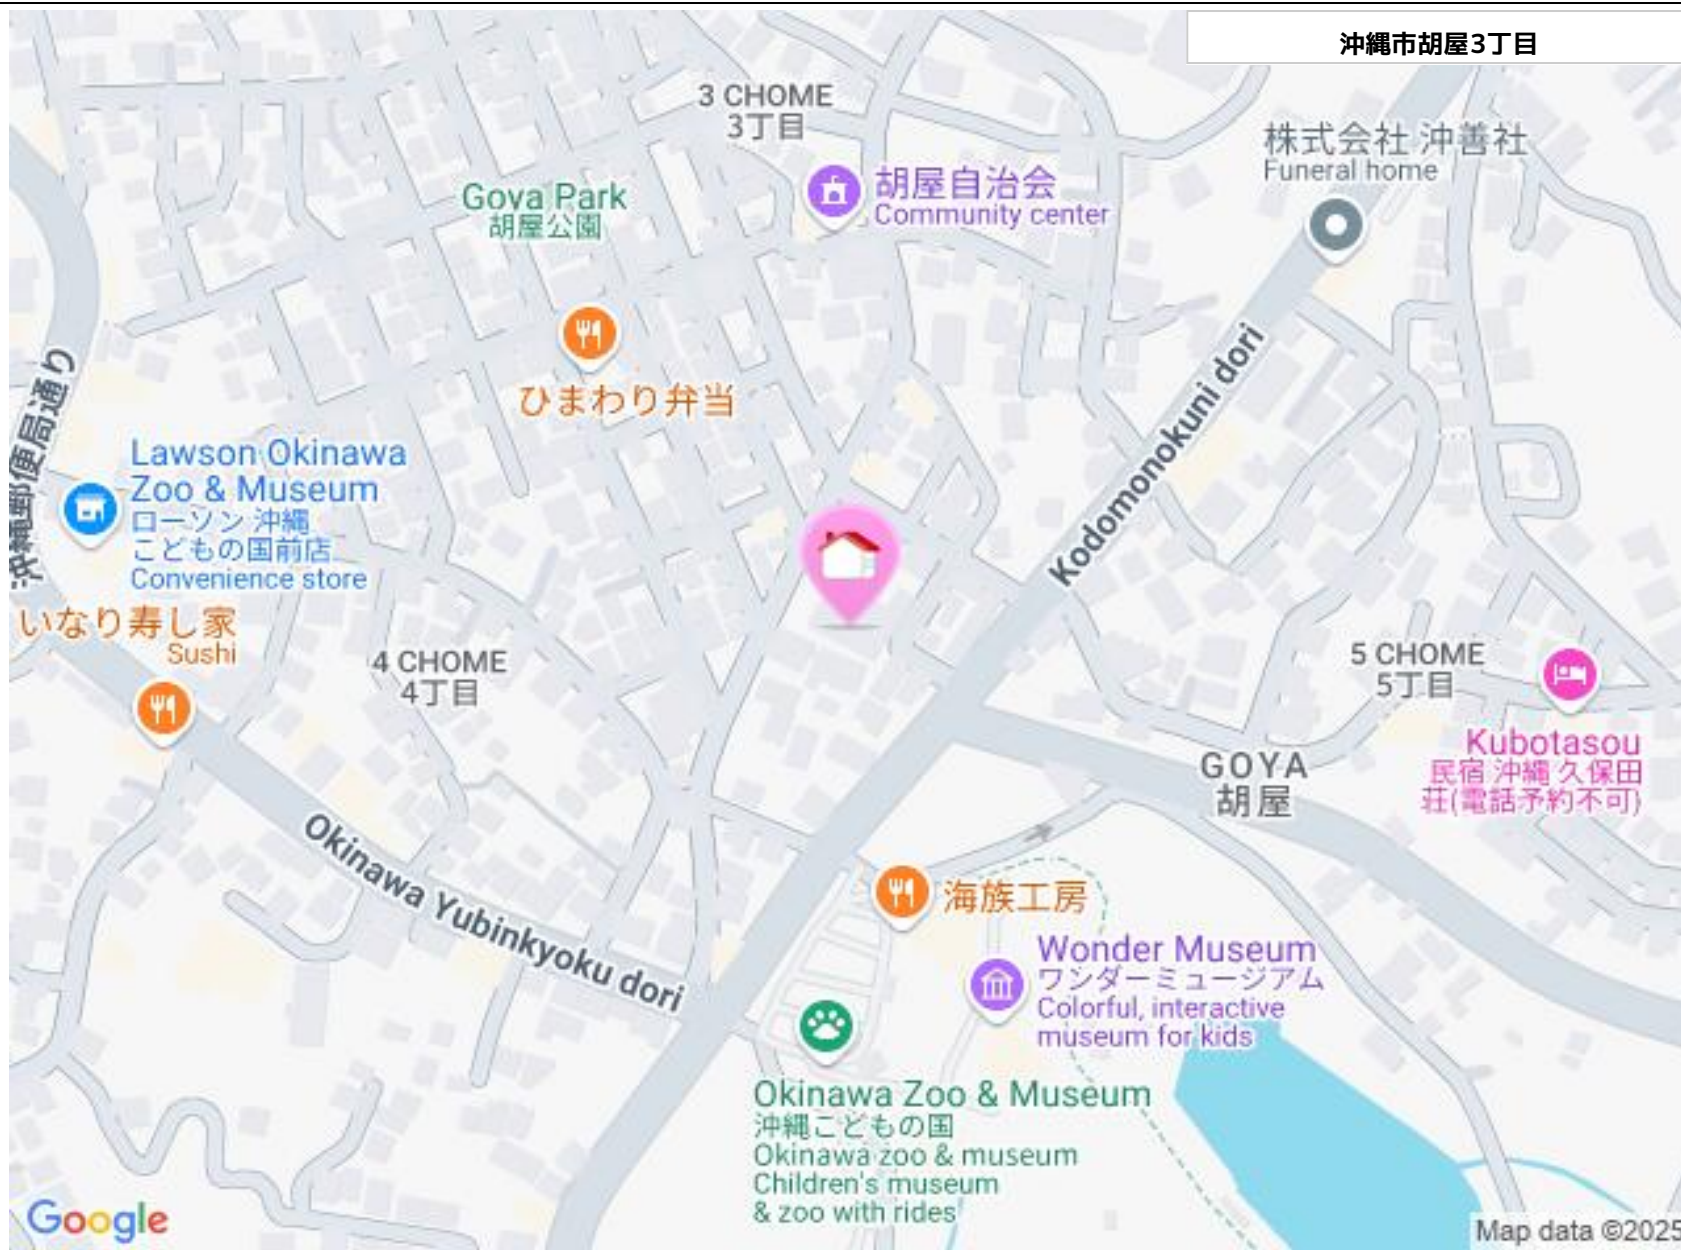 沖縄市胡屋3丁目
3 CHOME
3丁目
株式会社 沖善社
Funeral home
Goya Park
胡屋公園
胡屋自治会
Community center
Kodomonokuni dori
ひまわり弁当
沖縄郵便局通り
Lawson Okinawa
Zoo & Museum
ローソン 沖縄
こどもの国前店
Convenience store
いなり寿し家
Sushi
4 CHOME
4丁目
5 CHOME
5丁目
Kubotasou
民宿 沖縄 久保田
荘(電話予約不可)
GOYA
胡屋
Okinawa Yubinkyoku dori
海族工房
Wonder Museum
ワンダーミュージアム
Colorful, interactive
museum for kids
Okinawa Zoo & Museum
沖縄こどもの国
Okinawa zoo & museum
Children's museum
& zoo with rides
Google
Map data ©2025